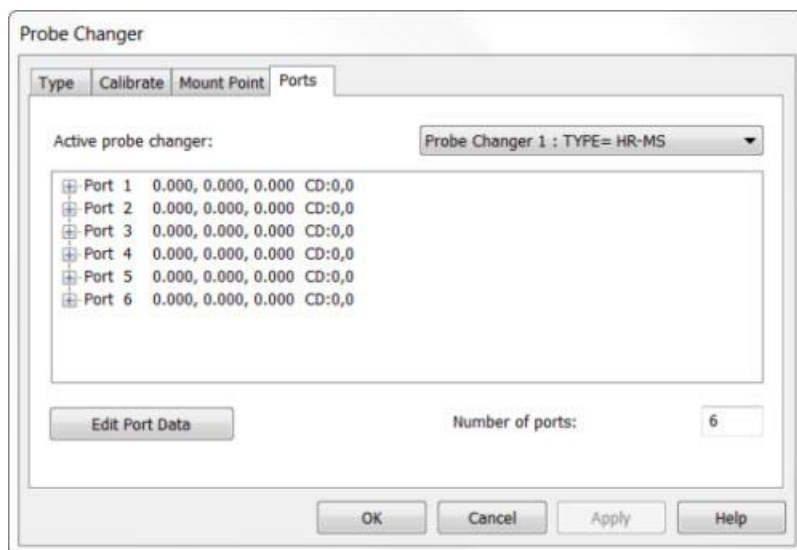 Probe Changer
Type Calibrate Mount Point Ports
Active probe changer: Probe Changer 1 : TYPE= HR-MS
Port 1 0.000, 0.000, 0.000 CD:0,0
Port 2 0.000, 0.000, 0.000 CD:0,0
Port 3 0.000, 0.000, 0.000 CD:0,0
Port 4 0.000, 0.000, 0.000 CD:0,0
Port 5 0.000, 0.000, 0.000 CD:0,0
Port 6 0.000, 0.000, 0.000 CD:0,0
Edit Port Data Number of ports: 6
OK Cancel Apply Help